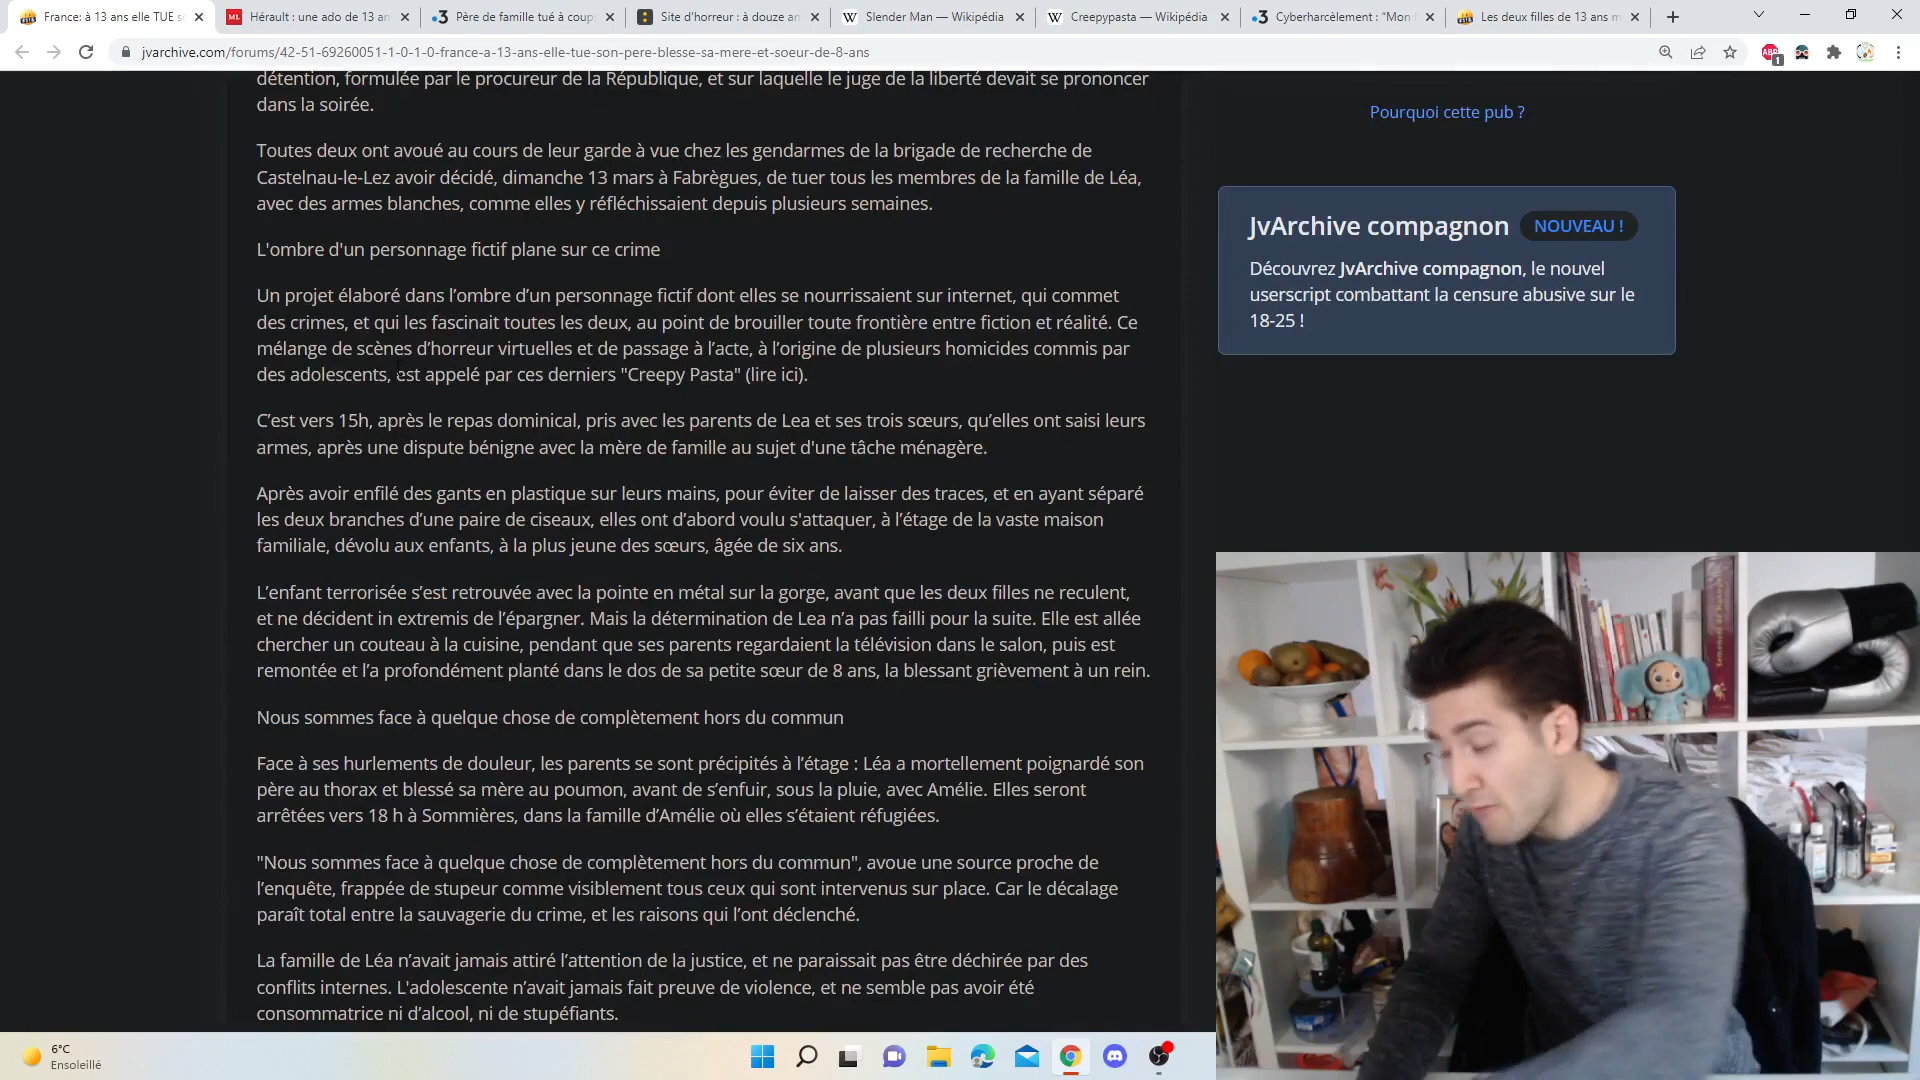 France: à 13 ans elle TUE s
Hérault : une ado de 13 an
Père de famille tué à coup
Site d'horreur : à douze an
Slender Man — Wikipédia
Creepypasta — Wikipédia
Cyberharcèlement : "Mon
Les deux filles de 13 ans m
jvarchive.com/forums/42-51-69260051-1-0-1-0-france-a-13-ans-elle-tue-son-pere-blesse-sa-mere-et-soeur-de-8-ans
détention, formulée par le procureur de la République, et sur laquelle le juge de la liberté devait se prononcer
dans la soirée.
Toutes deux ont avoué au cours de leur garde à vue chez les gendarmes de la brigade de recherche de
Castelnau-le-Lez avoir décidé, dimanche 13 mars à Fabrègues, de tuer tous les membres de la famille de Léa,
avec des armes blanches, comme elles y réfléchissaient depuis plusieurs semaines.
L'ombre d'un personnage fictif plane sur ce crime
Un projet élaboré dans l'ombre d'un personnage fictif dont elles se nourrissaient sur internet, qui commet
des crimes, et qui les fascinait toutes les deux, au point de brouiller toute frontière entre fiction et réalité. Ce
mélange de scènes d'horreur virtuelles et de passage à l'acte, à l'origine de plusieurs homicides commis par
des adolescents, est appelé par ces derniers "Creepy Pasta" (lire ici).
C'est vers 15h, après le repas dominical, pris avec les parents de Lea et ses trois sœurs, qu'elles ont saisi leurs
armes, après une dispute bénigne avec la mère de famille au sujet d'une tâche ménagère.
Après avoir enfilé des gants en plastique sur leurs mains, pour éviter de laisser des traces, et en ayant séparé
les deux branches d'une paire de ciseaux, elles ont d'abord voulu s'attaquer, à l'étage de la vaste maison
familiale, dévolu aux enfants, à la plus jeune des sœurs, âgée de six ans.
L'enfant terrorisée s'est retrouvée avec la pointe en métal sur la gorge, avant que les deux filles ne reculent,
et ne décident in extremis de l'épargner. Mais la détermination de Lea n'a pas failli pour la suite. Elle est allée
chercher un couteau à la cuisine, pendant que ses parents regardaient la télévision dans le salon, puis est
remontée et l'a profondément planté dans le dos de sa petite sœur de 8 ans, la blessant grièvement à un rein.
Nous sommes face à quelque chose de complètement hors du commun
Face à ses hurlements de douleur, les parents se sont précipités à l'étage : Léa a mortellement poignardé son
père au thorax et blessé sa mère au poumon, avant de s'enfuir, sous la pluie, avec Amélie. Elles seront
arrêtées vers 18 h à Sommières, dans la famille d'Amélie où elles s'étaient réfugiées.
"Nous sommes face à quelque chose de complètement hors du commun", avoue une source proche de
l'enquête, frappée de stupeur comme visiblement tous ceux qui sont intervenus sur place. Car le décalage
paraît total entre la sauvagerie du crime, et les raisons qui l'ont déclenché.
La famille de Léa n'avait jamais attiré l'attention de la justice, et ne paraissait pas être déchirée par des
conflits internes. L'adolescente n'avait jamais fait preuve de violence, et ne semble pas avoir été
consommatrice ni d'alcool, ni de stupéfiants.
Pourquoi cette pub ?
JvArchive compagnon NOUVEAU !
Découvrez JvArchive compagnon, le nouvel
userscript combattant la censure abusive sur le
18-25 !
6°C
Ensoleillé